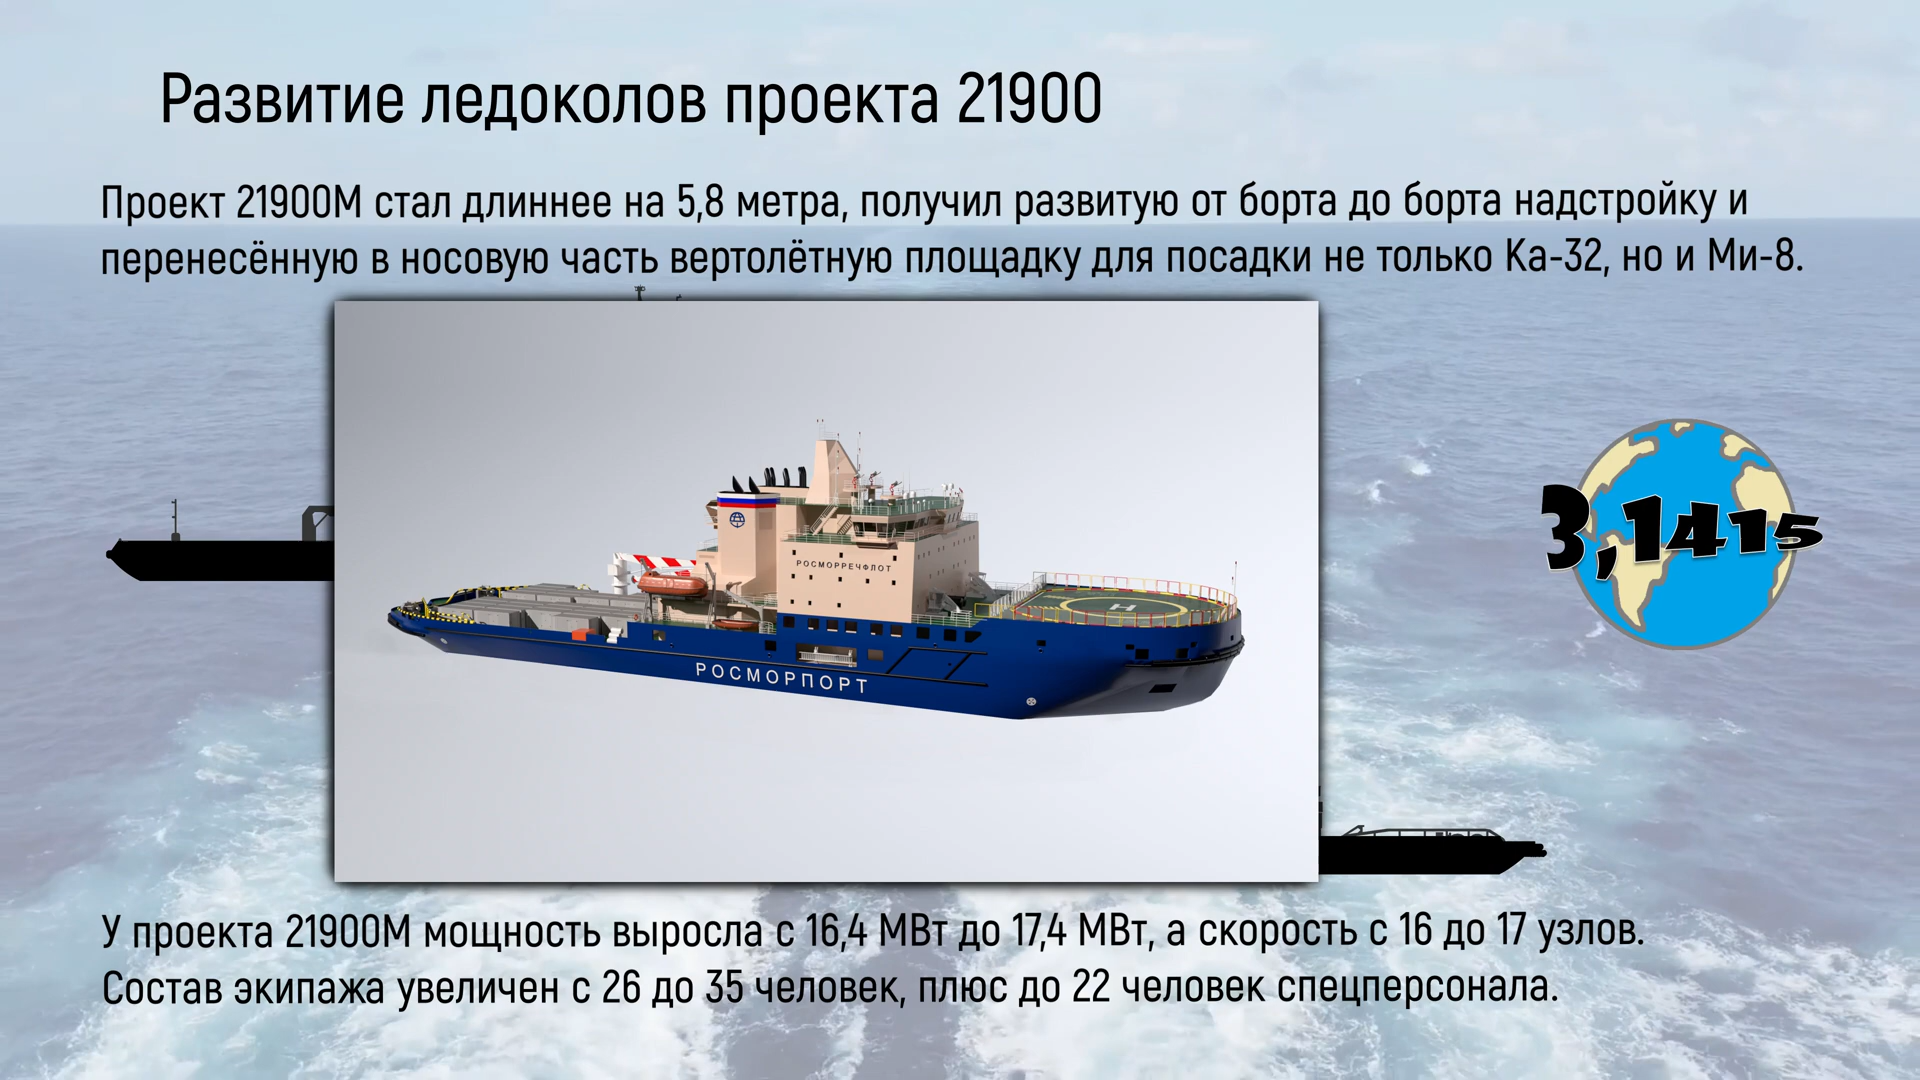 Развитие ледоколов проекта 21900
Проект 21900М стал длиннее на 5,8 метра, получил развитую от борта до борта надстройку и
перенесённую в носовую часть вертолётную площадку для посадки не только Ка-32, но и Ми-8.
РОСМОРРЕЧФЛОТ
H
РОСМОРПОРТ
3,1415
У проекта 21900М мощность выросла с 16,4 МВт до 17,4 МВт, а скорость с 16 до 17 узлов.
Состав экипажа увеличен с 26 до 35 человек, плюс до 22 человек спецперсонала.